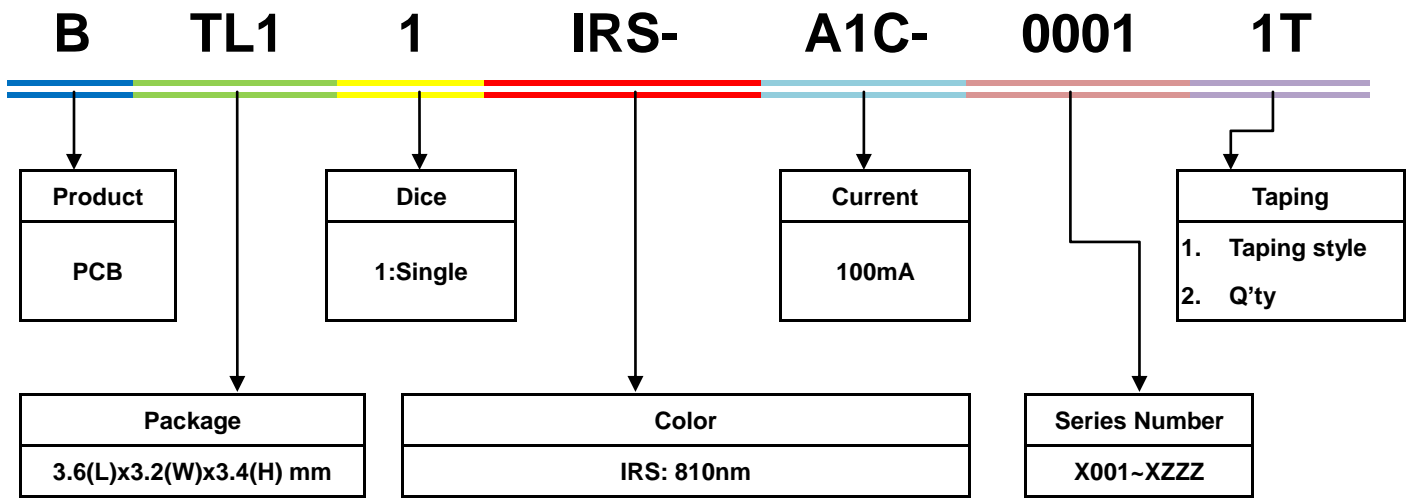 B TL1 1 IRS- A1C- 0001 1T
Product
PCB
Dice
1:Single
Current
100mA
Taping
1. Taping style
2. Q’ty
Package
3.6(L)x3.2(W)x3.4(H) mm
Color
IRS: 810nm
Series Number
X001~XZZZ